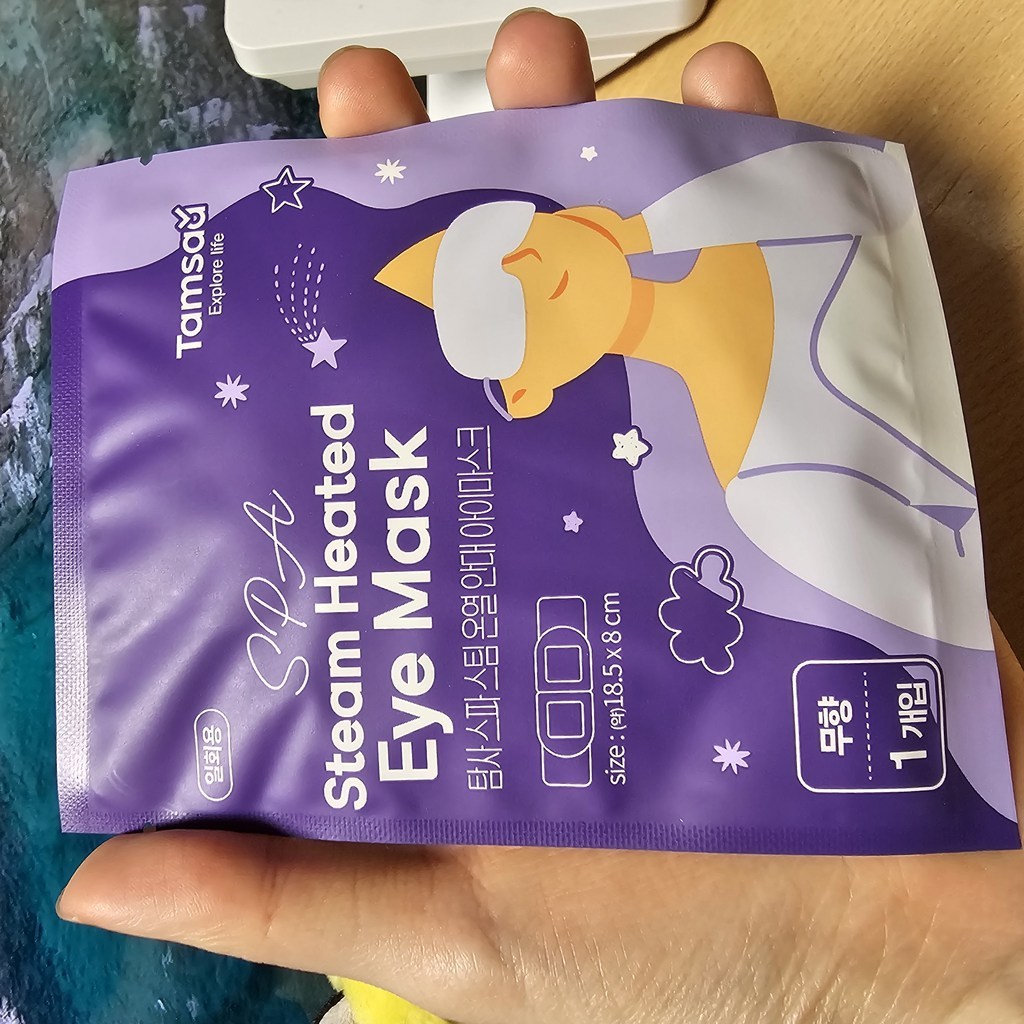 Tamsaa
Explore life
일회용
SPA
Steam Heated
Eye Mask
탐사 스파 스팀 온열 안대 아이마스크
size : (약)18.5 x 8 cm
무향
1 개입